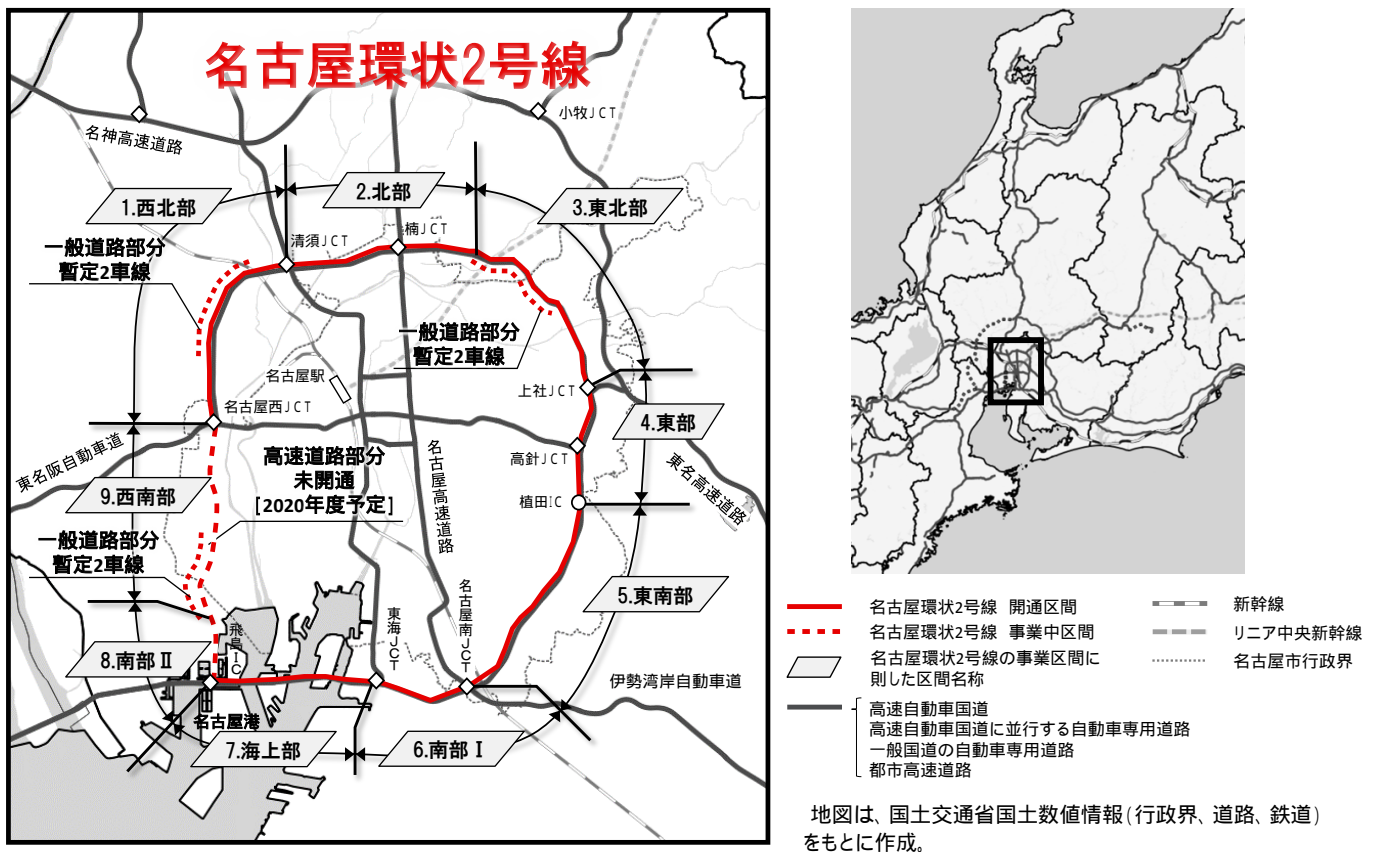 名古屋環状2号線
小牧JCT
名神高速道路
2.北部
1.西北部
3.東北部
清須JCT
楠JCT
一般道路部分
暫定2車線
一般道路部分
暫定2車線
名古屋駅
上社JCT
名古屋西JCT
4.東部
東名阪自動車道
高速道路部分
未開通
[2020年度予定]
名古屋高速道路
高針JCT
東名高速道路
9.西南部
植田IC
一般道路部分
暫定2車線
5.東南部
飛島IC
東海JCT
名古屋南JCT
8.南部Ⅱ
伊勢湾岸自動車道
名古屋港
7.海上部
6.南部Ⅰ
名古屋環状2号線 開通区間
名古屋環状2号線 事業中区間
名古屋環状2号線の事業区間に
則した区間名称
高速自動車国道
高速自動車国道に並行する自動車専用道路
一般国道の自動車専用道路
都市高速道路
新幹線
リニア中央新幹線
名古屋市行政界
地図は、国土交通省国土数値情報(行政界、道路、鉄道)
をもとに作成。